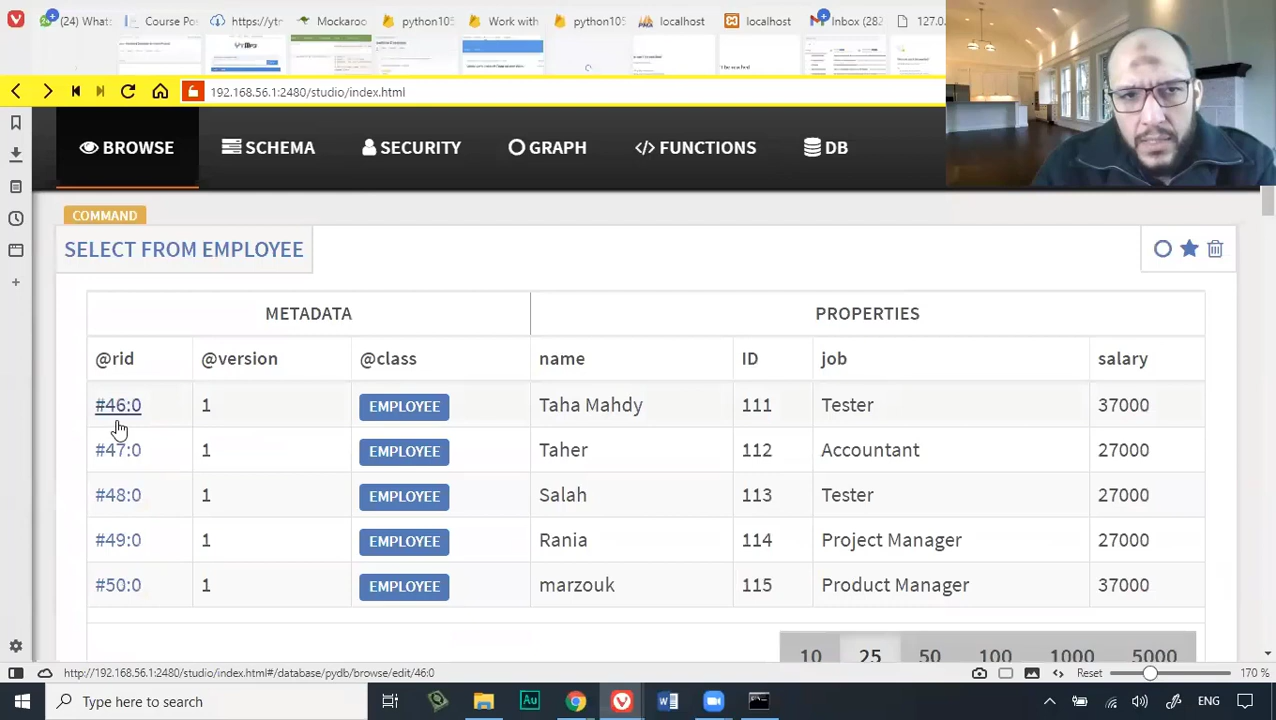 (24) What:
Course Pos
https://yt
Mockaroo
python105
Work with
python105
localhost
localhost
Inbox (282
127.0.
192.168.56.1:2480/studio/index.html
BROWSE
SCHEMA
SECURITY
GRAPH
</> FUNCTIONS
DB
COMMAND
SELECT FROM EMPLOYEE
METADATA PROPERTIES
@rid @version @class name ID job salary
#46:0 1 EMPLOYEE Taha Mahdy 111 Tester 37000
#47:0 1 EMPLOYEE Taher 112 Accountant 27000
#48:0 1 EMPLOYEE Salah 113 Tester 27000
#49:0 1 EMPLOYEE Rania 114 Project Manager 27000
#50:0 1 EMPLOYEE marzouk 115 Product Manager 37000
10 25 50 100 1000 5000
http://192.168.56.1:2480/studio/index.html#/database/pydb/browse/edit/46:0
Reset 170 %
Type here to search
Au
ENG